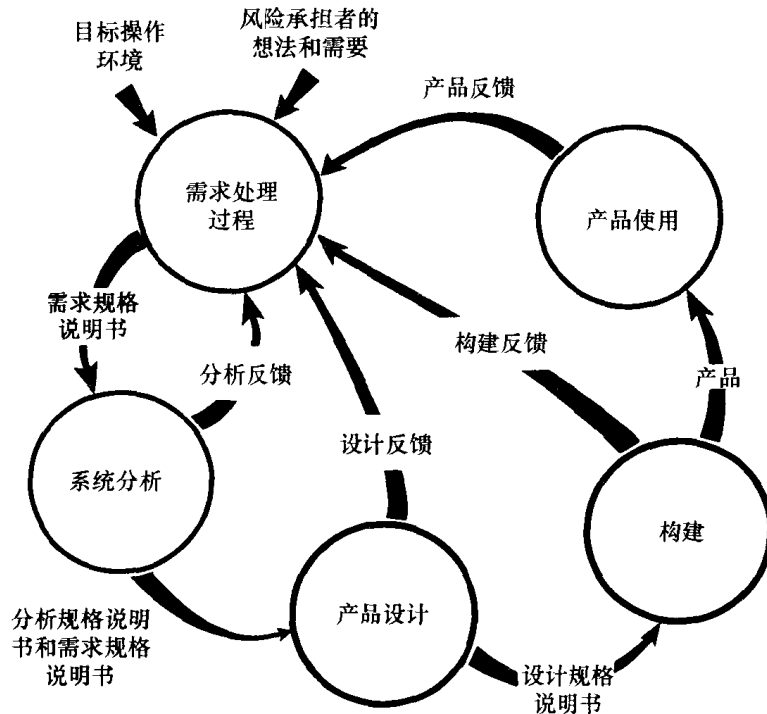 目标操作
环境
风险承担者的
想法和需要
产品反馈
需求处理
过程
产品使用
需求规格
说明书
分析反馈
构建反馈
产品
设计反馈
系统分析
构建
分析规格说明
书和需求规格
说明书
产品设计
设计规格
说明书